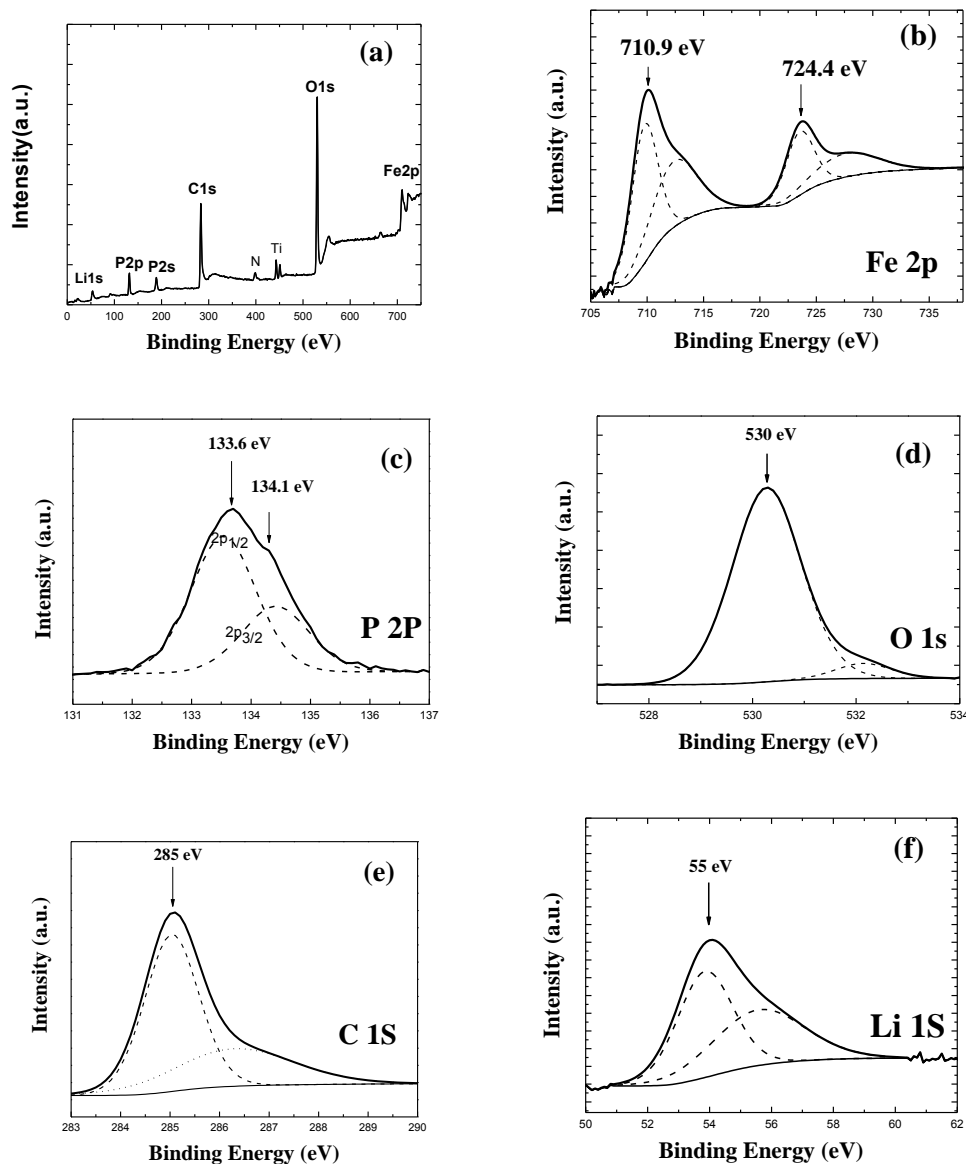 (a)
Intensity(a.u.)
O1s
Fe2p
C1s
Li1s
P2p
P2s
N
Ti
0 100 200 300 400 500 600 700
Binding Energy (eV)
(b)
710.9 eV
724.4 eV
Intensity (a.u.)
Fe 2p
705 710 715 720 725 730 735
Binding Energy (eV)
(c)
133.6 eV
134.1 eV
Intensity (a.u.)
2p1/2
2p3/2
P 2P
131 132 133 134 135 136 137
Binding Energy (eV)
(d)
530 eV
Intensity (a.u.)
O 1s
528 530 532 534
Binding Energy (eV)
(e)
285 eV
Intensity (a.u.)
C 1S
283 284 285 286 287 288 289 290
Binding Energy (eV)
(f)
55 eV
Intensity (a.u.)
Li 1S
50 52 54 56 58 60 62
Binding Energy (eV)